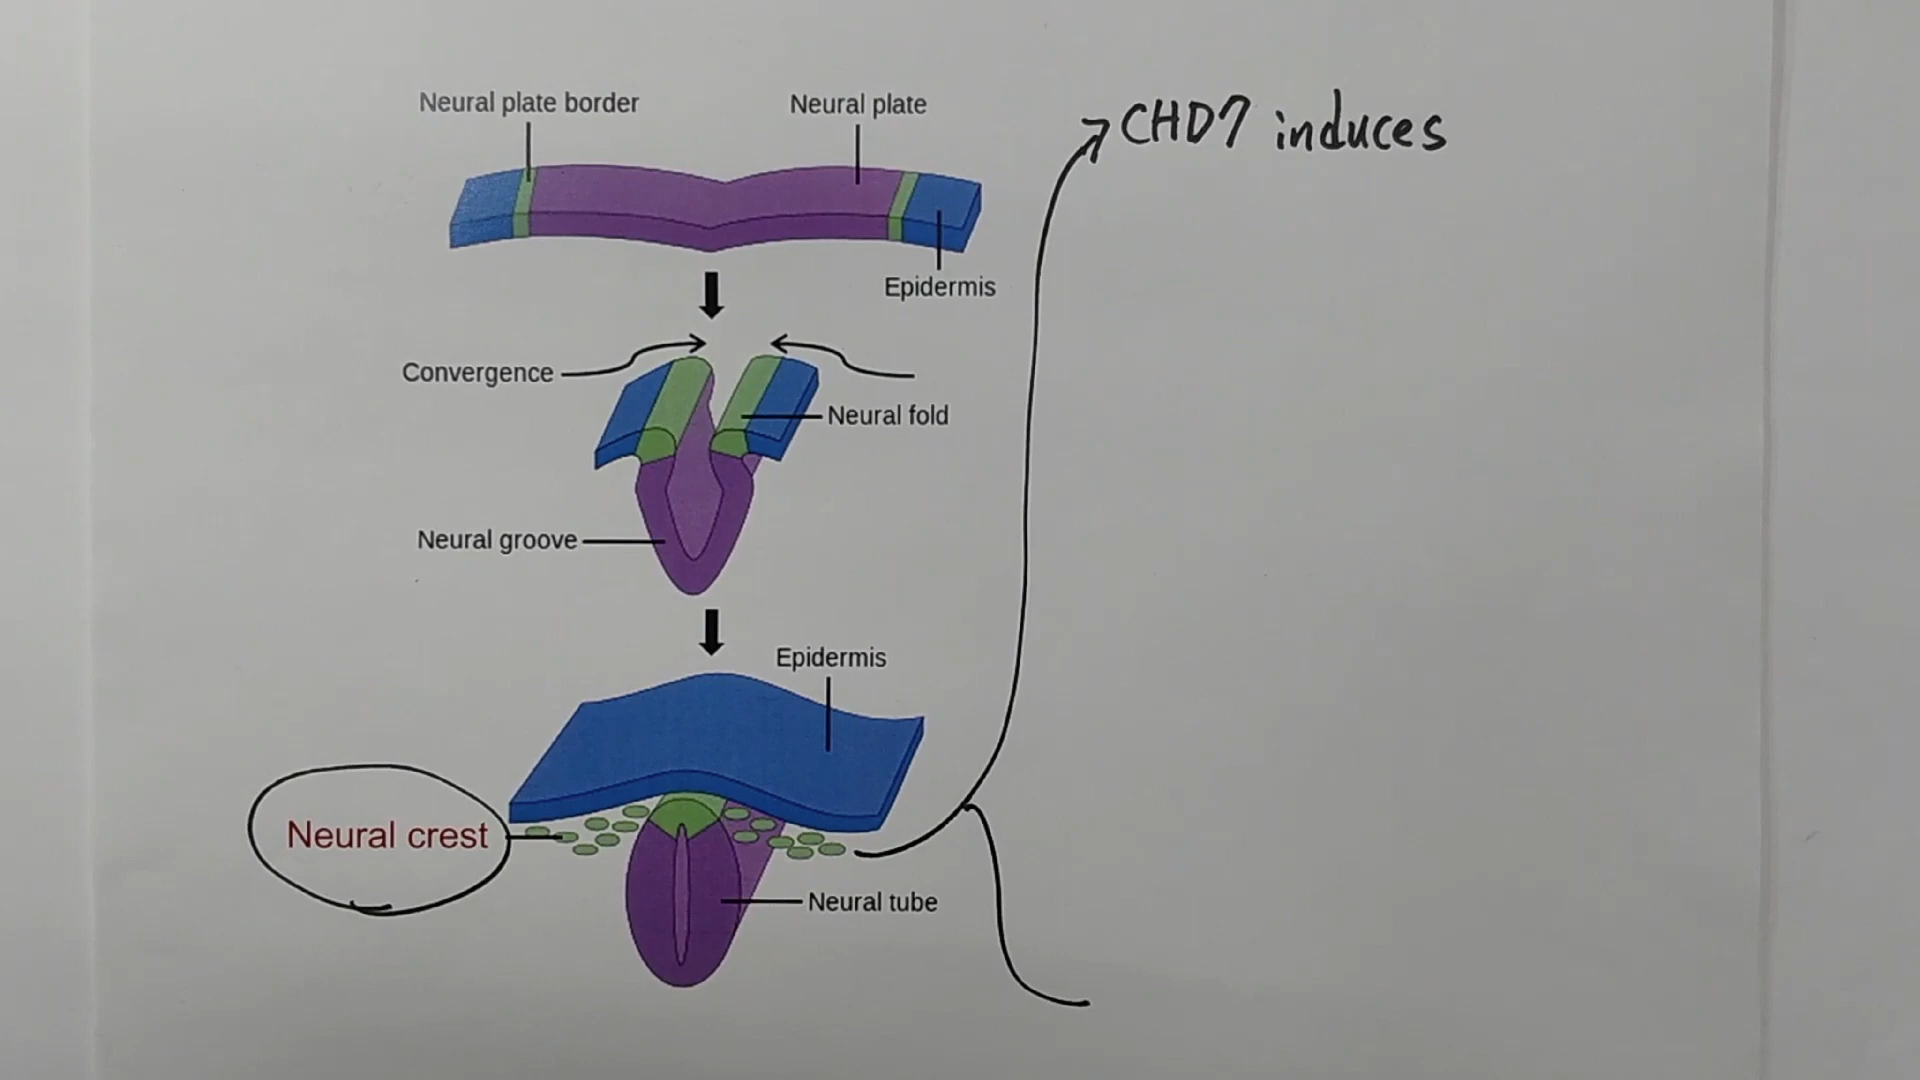 Neural plate border
Neural plate
CHD7 induces
Epidermis
Convergence
Neural fold
Neural groove
Epidermis
Neural crest
Neural tube